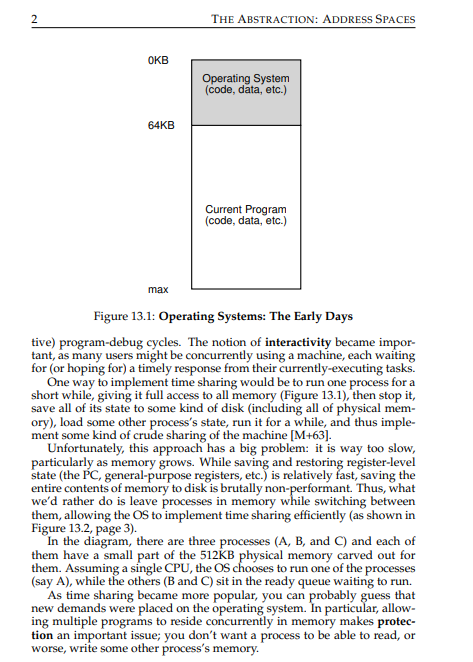 2 THE ABSTRACTION: ADDRESS SPACES
0KB
Operating System
(code, data, etc.)
64KB
Current Program
(code, data, etc.)
max
Figure 13.1: Operating Systems: The Early Days
tive) program-debug cycles. The notion of interactivity became impor-
tant, as many users might be concurrently using a machine, each waiting
for (or hoping for) a timely response from their currently-executing tasks.
One way to implement time sharing would be to run one process for a
short while, giving it full access to all memory (Figure 13.1), then stop it,
save all of its state to some kind of disk (including all of physical mem-
ory), load some other process's state, run it for a while, and thus imple-
ment some kind of crude sharing of the machine [M+63].
Unfortunately, this approach has a big problem: it is way too slow,
particularly as memory grows. While saving and restoring register-level
state (the PC, general-purpose registers, etc.) is relatively fast, saving the
entire contents of memory to disk is brutally non-performant. Thus, what
we'd rather do is leave processes in memory while switching between
them, allowing the OS to implement time sharing efficiently (as shown in
Figure 13.2, page 3).
In the diagram, there are three processes (A, B, and C) and each of
them have a small part of the 512KB physical memory carved out for
them. Assuming a single CPU, the OS chooses to run one of the processes
(say A), while the others (B and C) sit in the ready queue waiting to run.
As time sharing became more popular, you can probably guess that
new demands were placed on the operating system. In particular, allow-
ing multiple programs to reside concurrently in memory makes protec-
tion an important issue; you don't want a process to be able to read, or
worse, write some other process's memory.